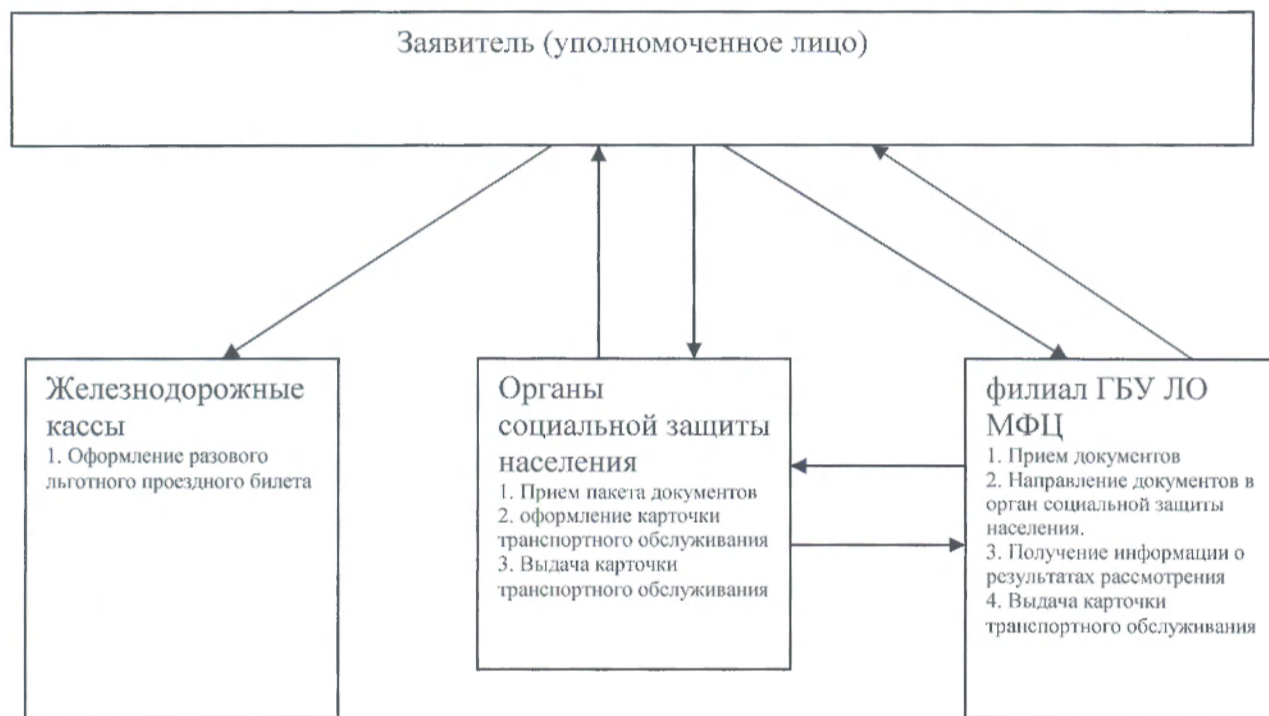 Заявитель (уполномоченное лицо)
Железнодорожные
кассы
1. Оформление разового
льготного проездного билета
Органы
социальной защиты
населения
1. Прием пакета документов
2. оформление карточки
транспортного обслуживания
3. Выдача карточки
транспортного обслуживания
филиал ГБУ ЛО
МФЦ
1. Прием документов
2. Направление документов в
орган социальной защиты
населения.
3. Получение информации о
результатах рассмотрения
4. Выдача карточки
транспортного обслуживания